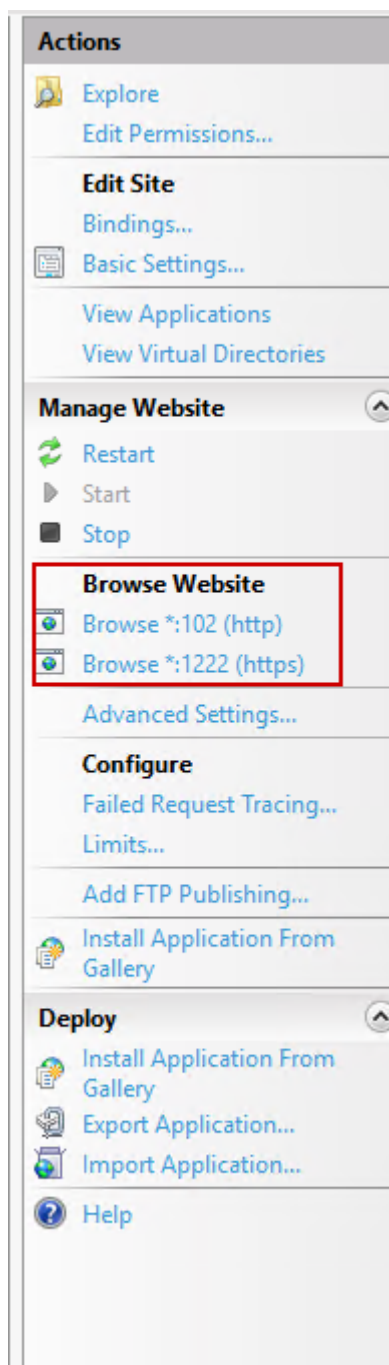 Actions
Explore
Edit Permissions...
Edit Site
Bindings...
Basic Settings...
View Applications
View Virtual Directories
Manage Website
Restart
Start
Stop
Browse Website
Browse *:102 (http)
Browse *:1222 (https)
Advanced Settings...
Configure
Failed Request Tracing...
Limits...
Add FTP Publishing...
Install Application From
Gallery
Deploy
Install Application From
Gallery
Export Application...
Import Application...
Help